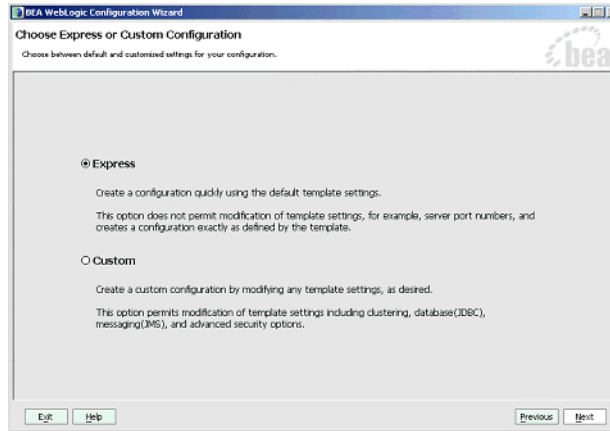 BEA WebLogic Configuration Wizard
Choose Express or Custom Configuration
Choose between default and customized settings for your configuration.
bea
Express
Create a configuration quickly using the default template settings.
This option does not permit modification of template settings, for example, server port numbers, and
creates a configuration exactly as defined by the template.
Custom
Create a custom configuration by modifying any template settings, as desired.
This option permits modification of template settings including clustering, database(JDBC),
messaging(JMS), and advanced security options.
Exit Help Previous Next